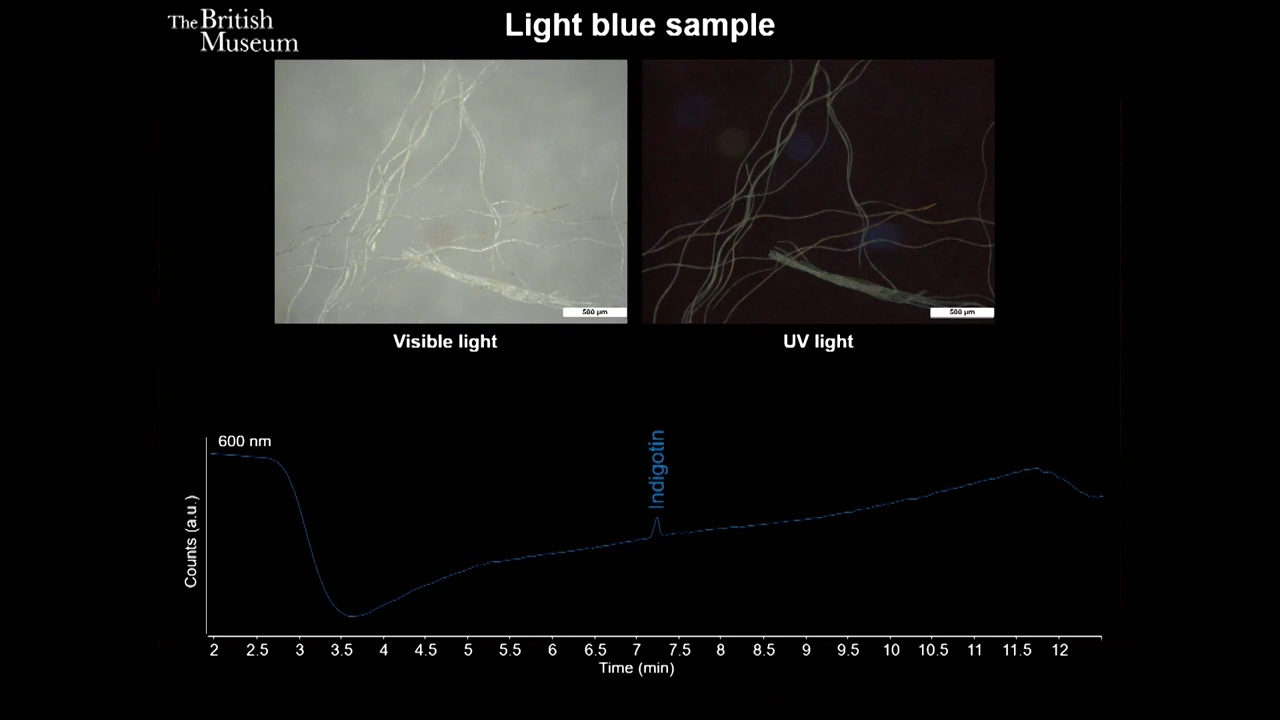 The British
Museum
Light blue sample
500 µm
500 µm
Visible light
UV light
600 nm
Indigotin
Counts (a.u.)
2 2.5 3 3.5 4 4.5 5 5.5 6 6.5 7 7.5 8 8.5 9 9.5 10 10.5 11 11.5 12
Time (min)